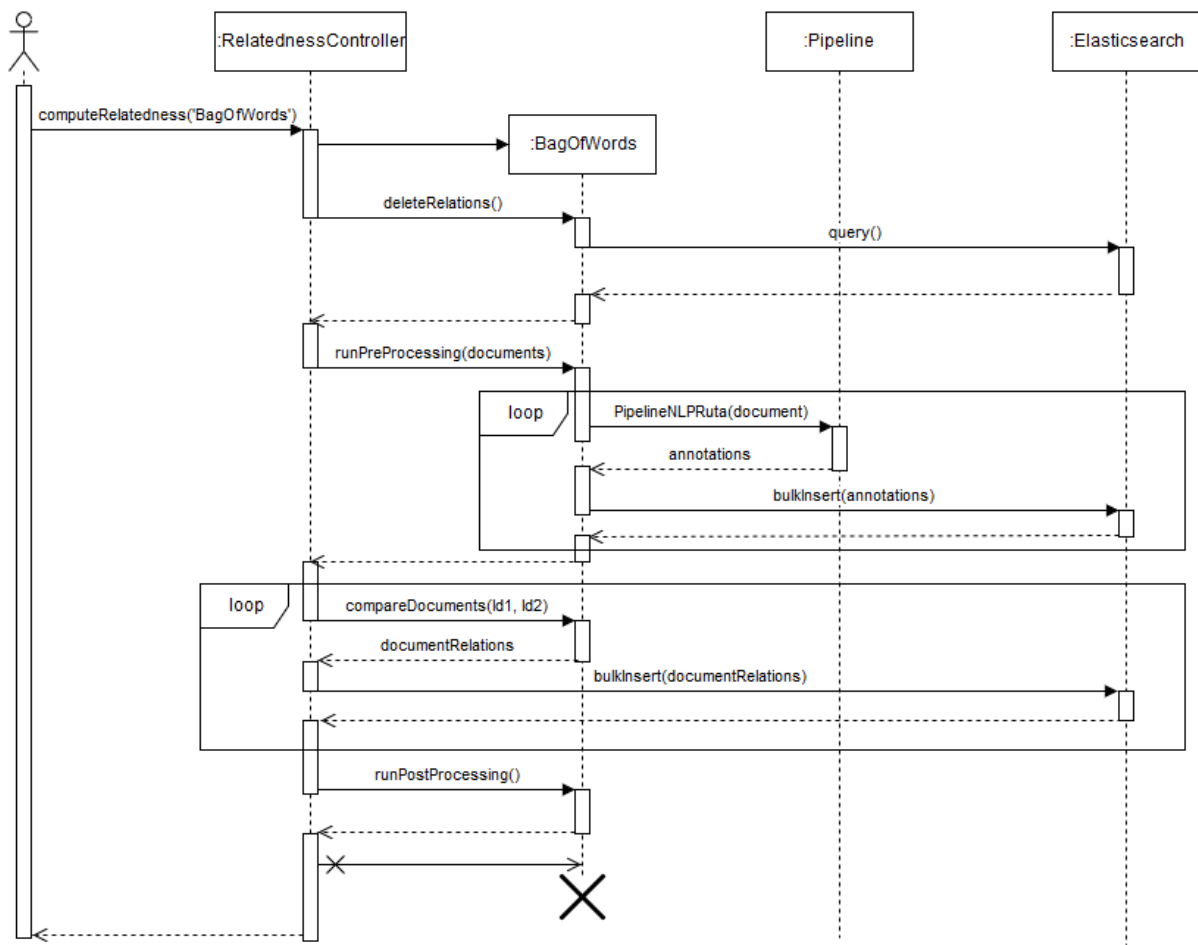 :RelatednessController
:Pipeline
:Elasticsearch
computeRelatedness('BagOfWords')
:BagOfWords
deleteRelations()
query()
runPreProcessing(documents)
loop
PipelineNLPRuta(document)
annotations
bulkInsert(annotations)
loop
compareDocuments(Id1, Id2)
documentRelations
bulkInsert(documentRelations)
runPostProcessing()